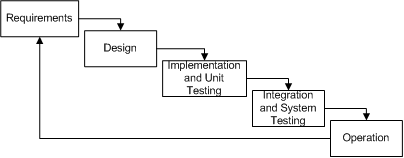 Requirements
Design
Implementation
and Unit
Testing
Integration
and System
Testing
Operation